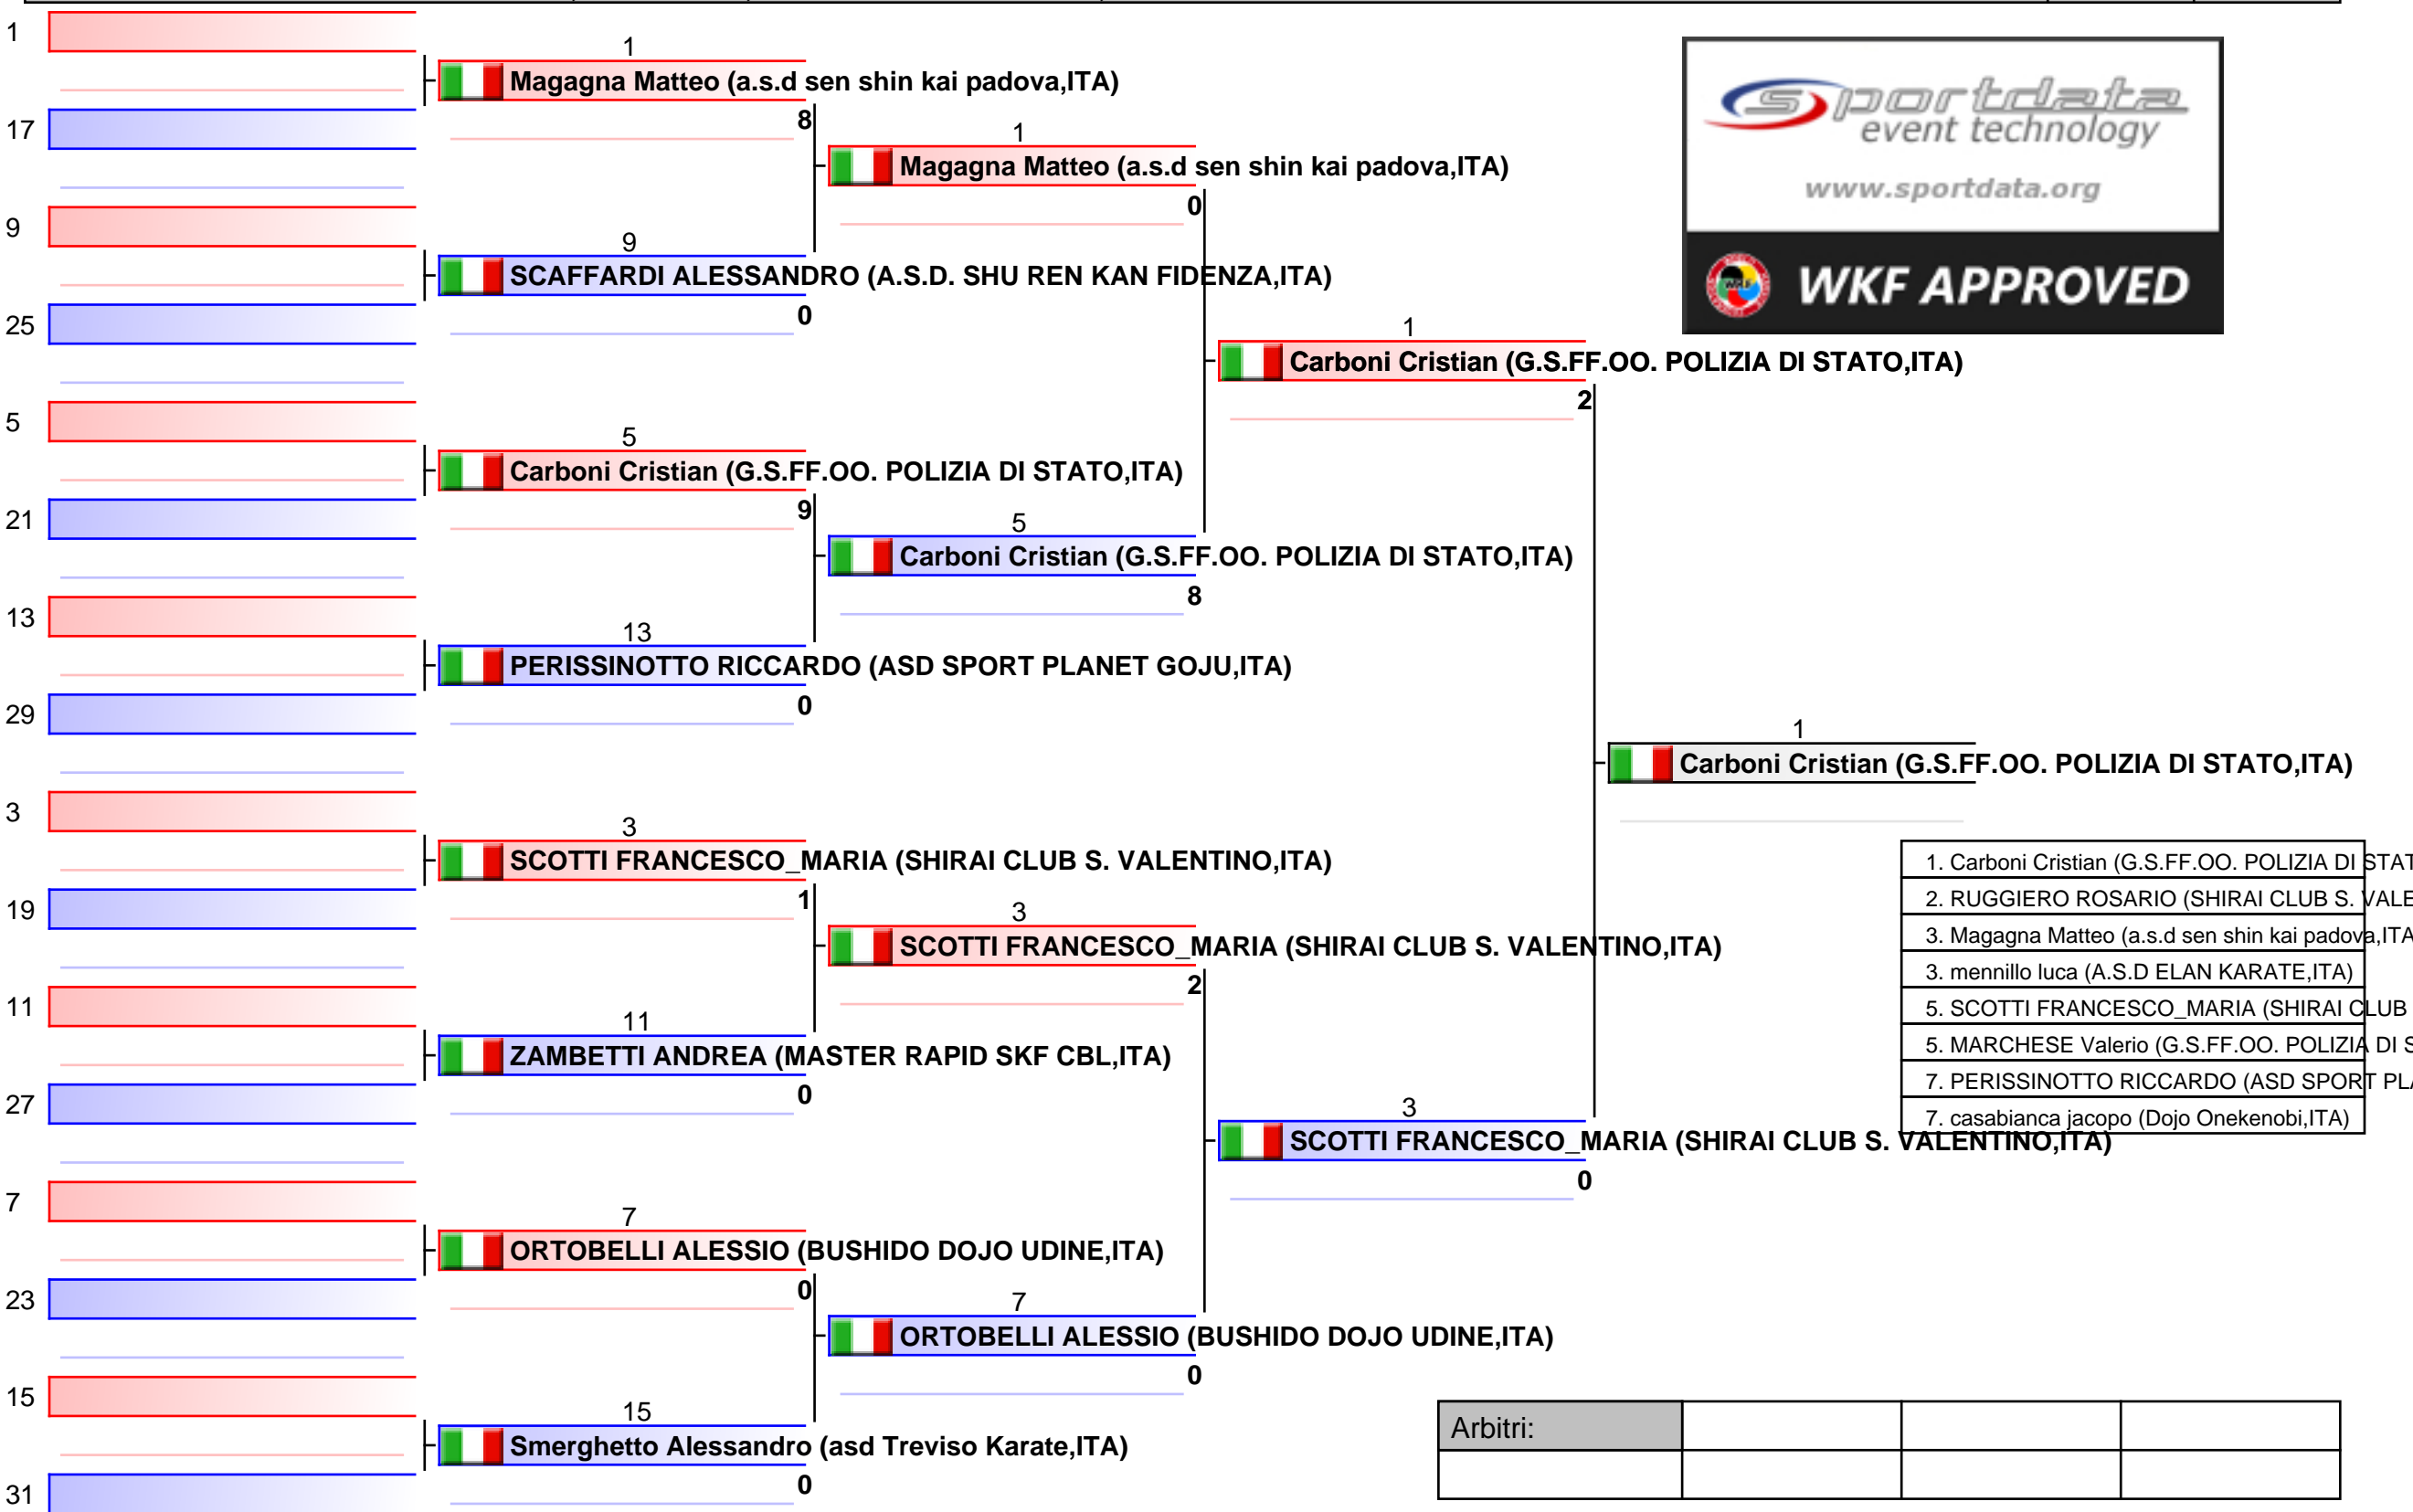 1
17
9
25
5
21
13
29
3
19
11
27
7
23
15
31
1
Magagna Matteo (a.s.d sen shin kai padova,ITA)
8
9
SCAFFARDI ALESSANDRO (A.S.D. SHU REN KAN FIDENZA,ITA)
0
5
Carboni Cristian (G.S.FF.OO. POLIZIA DI STATO,ITA)
9
13
PERISSINOTTO RICCARDO (ASD SPORT PLANET GOJU,ITA)
0
3
SCOTTI FRANCESCO_MARIA (SHIRAI CLUB S. VALENTINO,ITA)
1
11
ZAMBETTI ANDREA (MASTER RAPID SKF CBL,ITA)
0
7
ORTOBELLI ALESSIO (BUSHIDO DOJO UDINE,ITA)
0
15
Smerghetto Alessandro (asd Treviso Karate,ITA)
0
1
Magagna Matteo (a.s.d sen shin kai padova,ITA)
0
5
Carboni Cristian (G.S.FF.OO. POLIZIA DI STATO,ITA)
8
3
SCOTTI FRANCESCO_MARIA (SHIRAI CLUB S. VALENTINO,ITA)
2
7
ORTOBELLI ALESSIO (BUSHIDO DOJO UDINE,ITA)
0
1
Carboni Cristian (G.S.FF.OO. POLIZIA DI STATO,ITA)
2
3
SCOTTI FRANCESCO_MARIA (SHIRAI CLUB S. VALENTINO,ITA)
0
1
Carboni Cristian (G.S.FF.OO. POLIZIA DI STATO,ITA)
sportdata
event technology
www.sportdata.org
WKF
WKF APPROVED
1. Carboni Cristian (G.S.FF.OO. POLIZIA DI STAT
2. RUGGIERO ROSARIO (SHIRAI CLUB S. VALE
3. Magagna Matteo (a.s.d sen shin kai padova,ITA
3. mennillo luca (A.S.D ELAN KARATE,ITA)
5. SCOTTI FRANCESCO_MARIA (SHIRAI CLUB
5. MARCHESE Valerio (G.S.FF.OO. POLIZIA DI S
7. PERISSINOTTO RICCARDO (ASD SPORT PLA
7. casabianca jacopo (Dojo Onekenobi,ITA)
Arbitri: